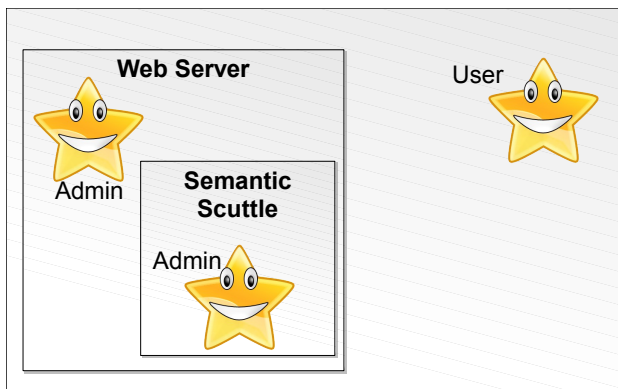 Web Server
User
Admin
Semantic
Scuttle
Admin